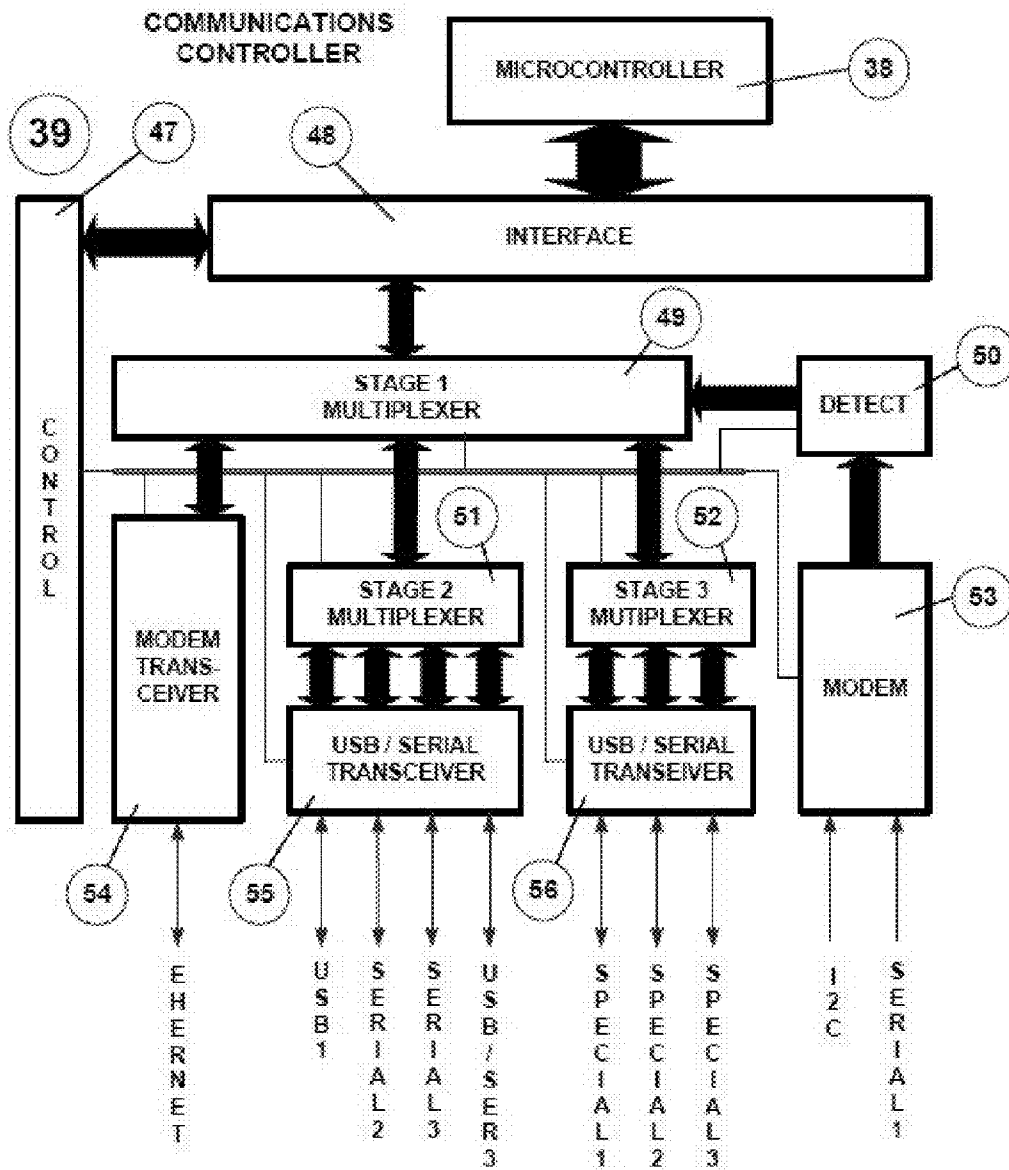 COMMUNICATIONS
CONTROLLER
MICROCONTROLLER
38
39
47
48
INTERFACE
49
STAGE 1
MULTIPLEXER
50
DETECT
CONTROL
51
52
STAGE 2
MULTIPLEXER
STAGE 3
MUTIPLEXER
53
MODEM
TRANS-
CEIVER
MODEM
USB / SERIAL
TRANSCEIVER
USB / SERIAL
TRANSEIVER
54
55
56
EHERNET
USB1
SERIAL2
SERIAL3
USB/SER3
SPECIAL1
SPECIAL2
SPECIAL3
I2C
SERIAL1